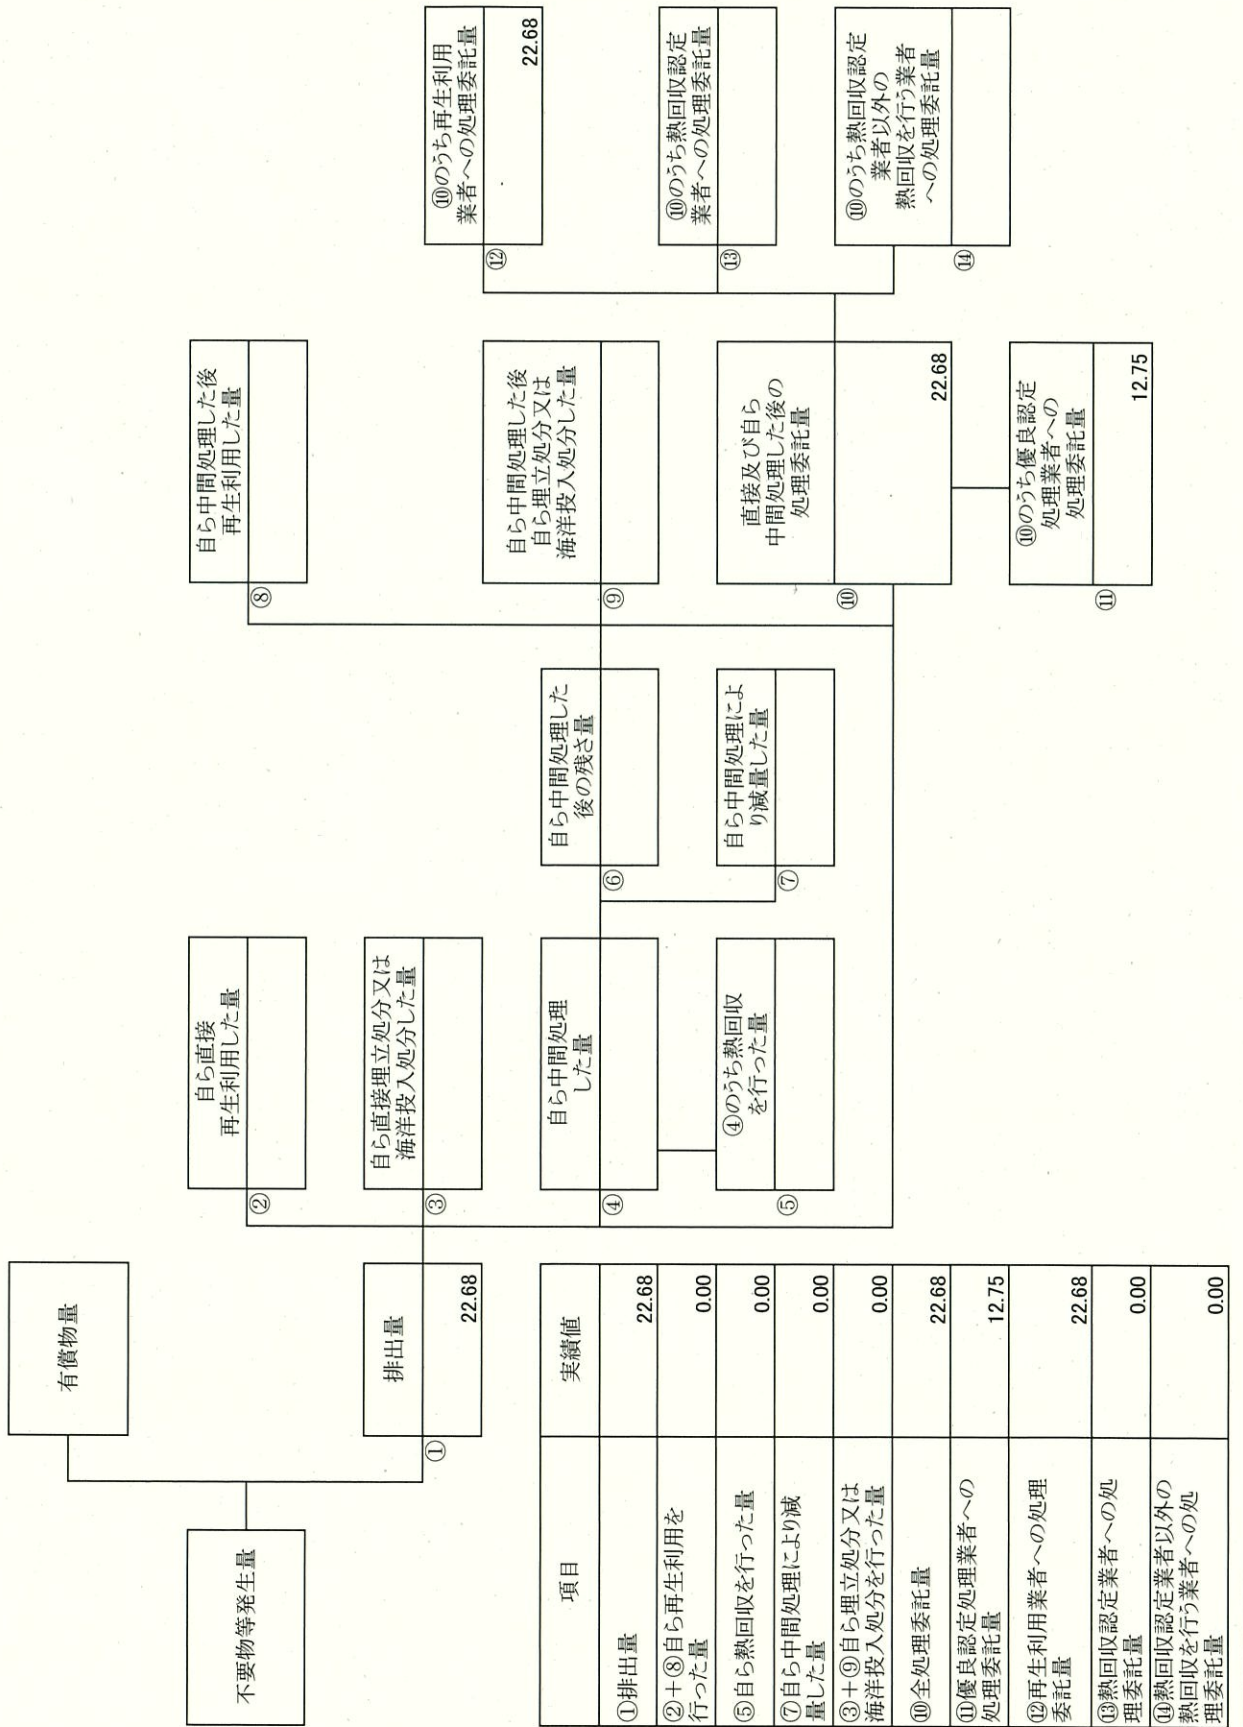 不要物等発生量
有償物量
①
排出量
22.68
②
自ら直接
再生利用した量
③
自ら直接埋立処分又は
海洋投入処分した量
④
自ら中間処理
した量
⑤
④のうち熱回収
を行った量
⑥
自ら中間処理した
後の残さ量
⑦
自ら中間処理によ
り減量した量
⑧
自ら中間処理した後
再生利用した量
⑨
自ら中間処理した後
自ら埋立処分又は
海洋投入処分した量
⑩
直接及び自ら
中間処理した後の
処理委託量
22.68
⑪
⑩のうち優良認定
処理業者への
処理委託量
12.75
⑫
⑩のうち再生利用
業者への処理委託量
22.68
⑬
⑩のうち熱回収認定
業者への処理委託量
⑭
⑩のうち熱回収認定
業者以外の
熱回収を行う業者
への処理委託量
項目 実績値
①排出量 22.68
②+⑧自ら再生利用を
行った量 0.00
⑤自ら熱回収を行った量 0.00
⑦自ら中間処理により減
量した量 0.00
③+⑨自ら埋立処分又は
海洋投入処分を行った量 0.00
⑩全処理委託量 22.68
⑪優良認定処理業者への
処理委託量 12.75
⑫再生利用業者への処理
委託量 22.68
⑬熱回収認定業者への処
理委託量 0.00
⑭熱回収認定業者以外の
熱回収を行う業者への処
理委託量 0.00